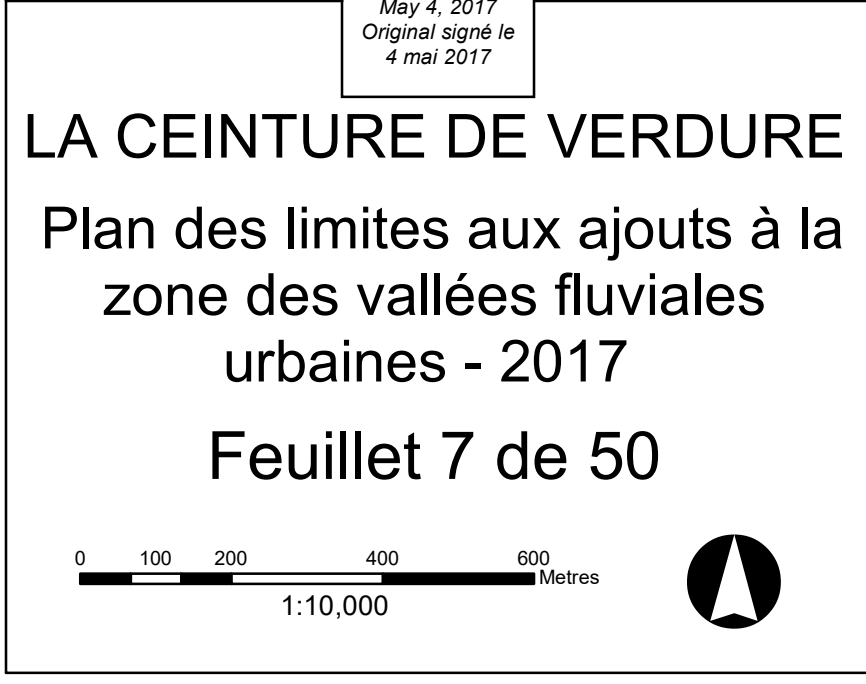 May 4, 2017
Original signé le
4 mai 2017
LA CEINTURE DE VERDURE
Plan des limites aux ajouts à la
zone des vallées fluviales
urbaines - 2017
Feuillet 7 de 50
0 100 200 400 600
Metres
1:10,000